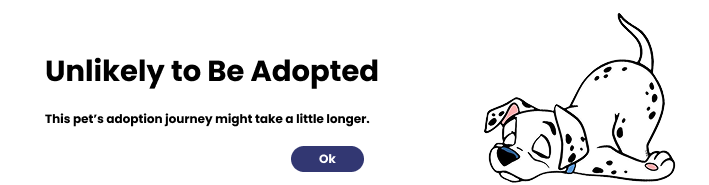 Unlikely to Be Adopted
This pet’s adoption journey might take a little longer.
Ok